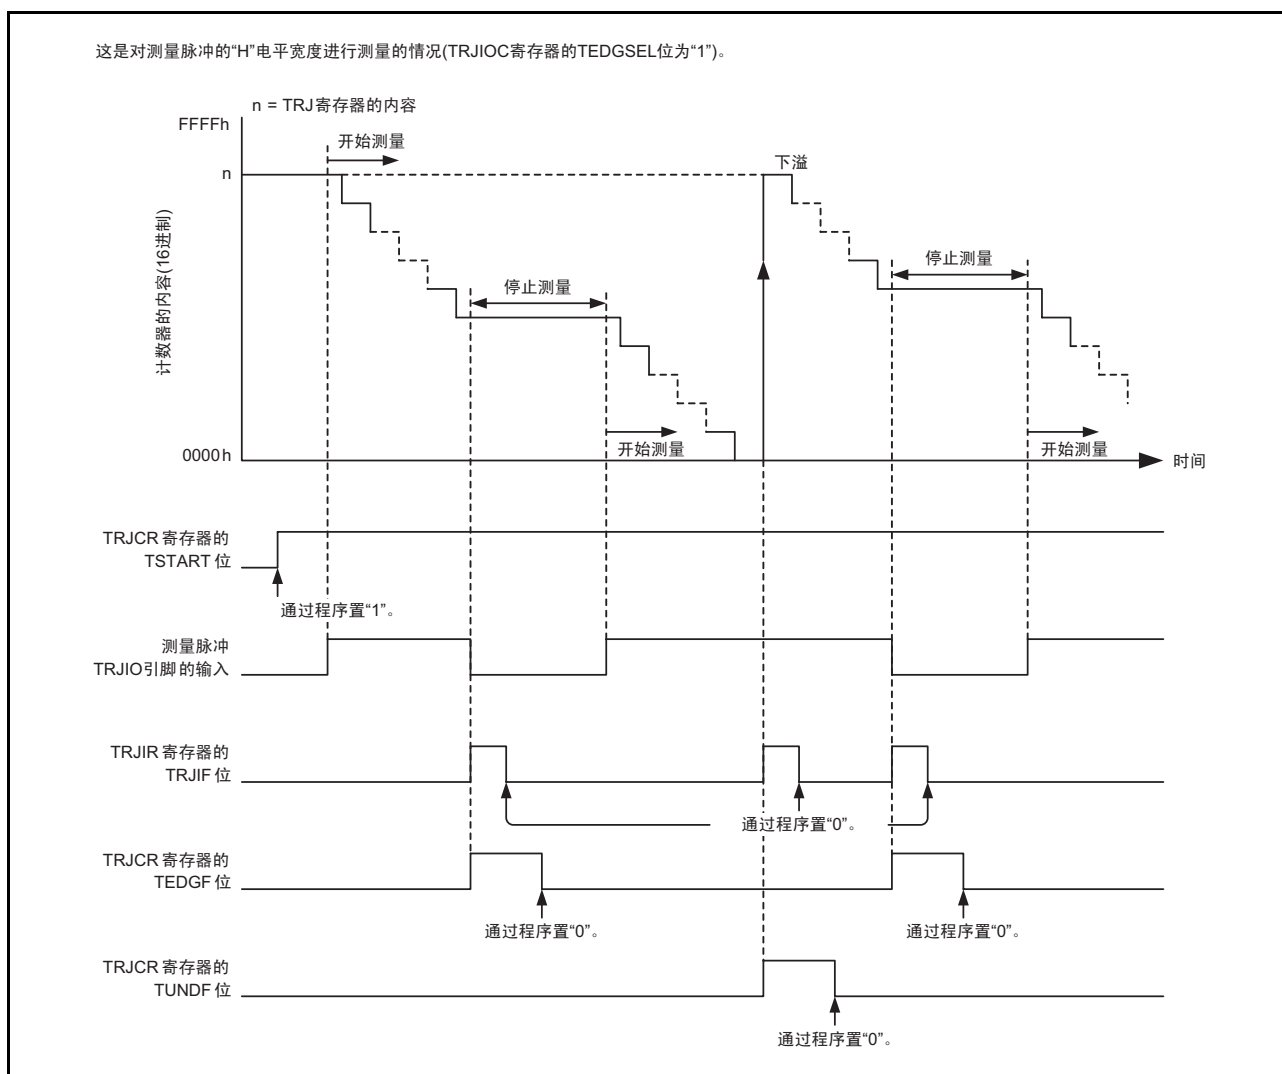 这是对测量脉冲的“H”电平宽度进行测量的情况(TRJIOC寄存器的TEDGSEL位为“1”)。
n = TRJ寄存器的内容
FFFFh
开始测量
n
下溢
计数器的内容(16进制)
停止测量
停止测量
开始测量
开始测量
0000h
时间
TRJCR 寄存器的
TSTART 位
通过程序置“1”。
测量脉冲
TRJIO引脚的输入
TRJIR 寄存器的
TRJIF 位
通过程序置“0”。
TRJCR 寄存器的
TEDGF 位
通过程序置“0”。
通过程序置“0”。
TRJCR 寄存器的
TUNDF 位
通过程序置“0”。